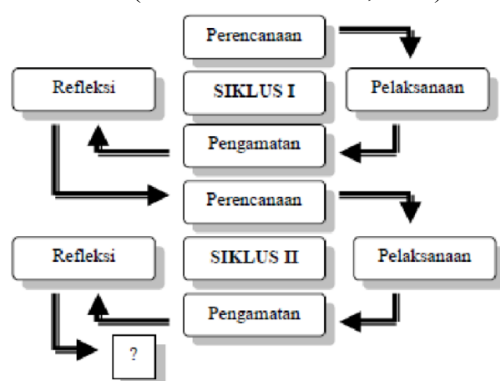 Perencanaan
Refleksi
SIKLUS I
Pelaksanaan
Pengamatan
Perencanaan
Refleksi
SIKLUS II
Pelaksanaan
Pengamatan
?